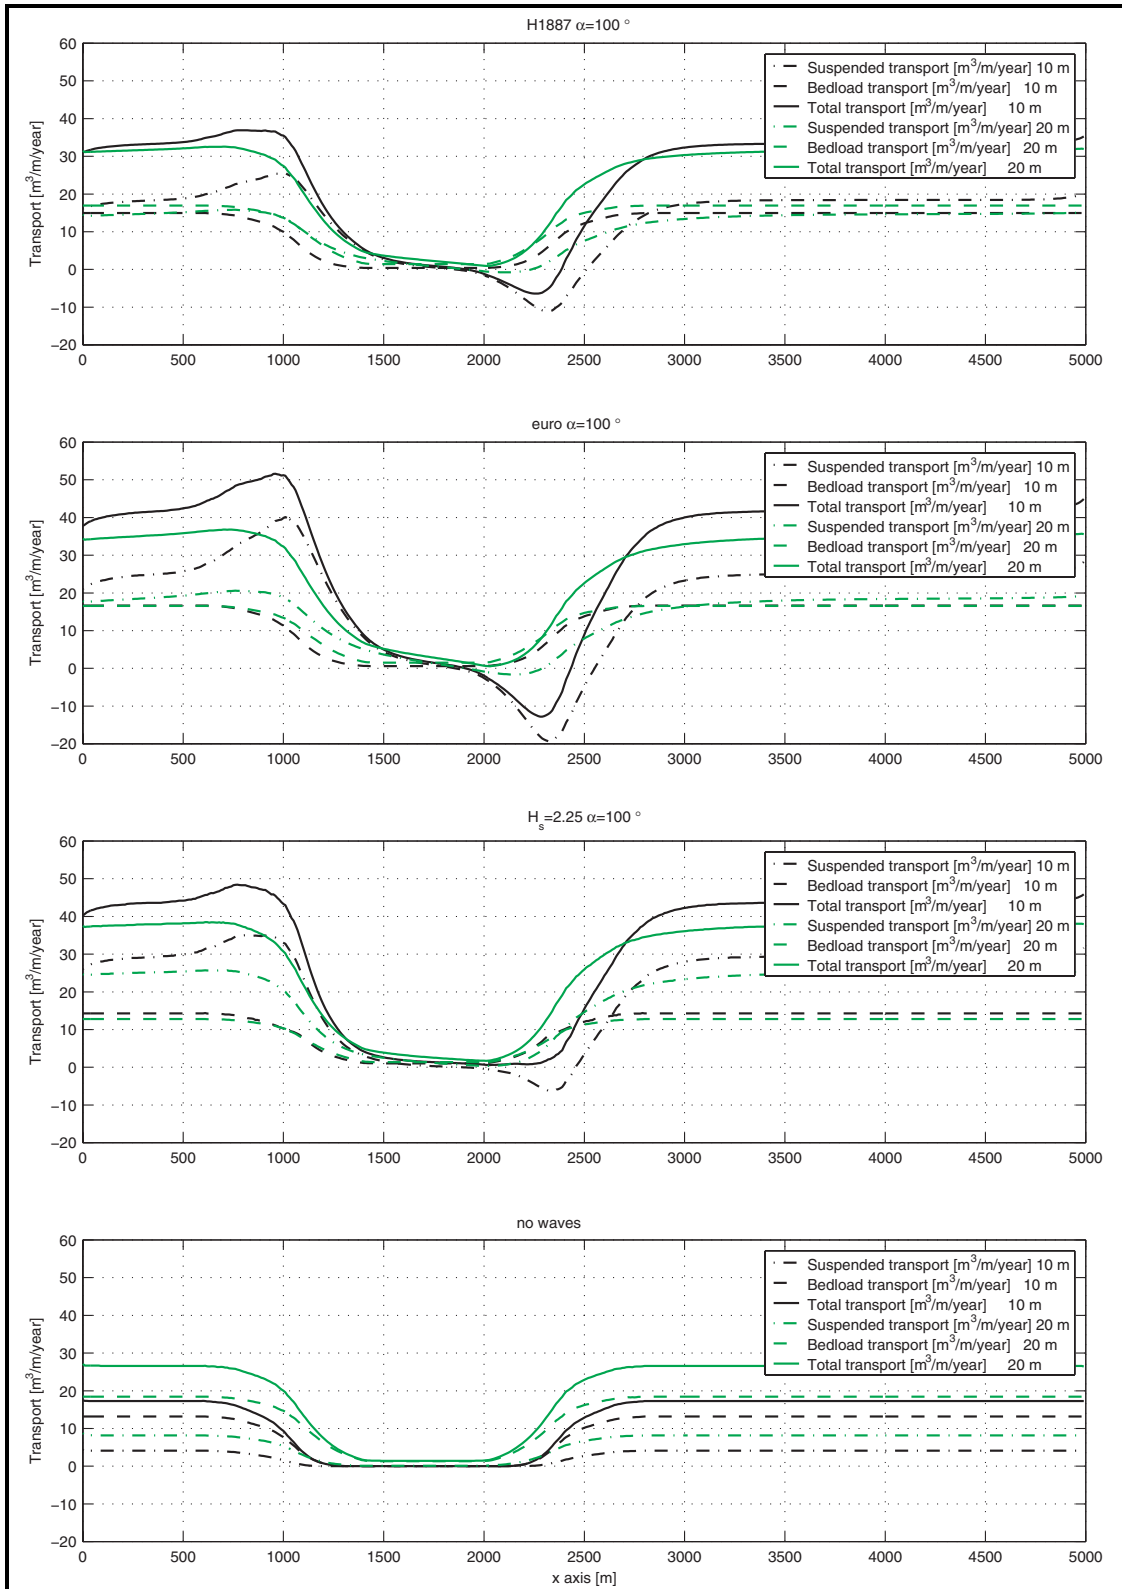 H1887 α=100 °
60
50
40
30
20
10
0
−10
−20
Transport [m³/m/year]
Suspended transport [m³/m/year] 10 m
Bedload transport [m³/m/year] 10 m
Total transport [m³/m/year] 10 m
Suspended transport [m³/m/year] 20 m
Bedload transport [m³/m/year] 20 m
Total transport [m³/m/year] 20 m
0 500 1000 1500 2000 2500 3000 3500 4000 4500 5000
euro α=100 °
60
50
40
30
20
10
0
−10
−20
Transport [m³/m/year]
Suspended transport [m³/m/year] 10 m
Bedload transport [m³/m/year] 10 m
Total transport [m³/m/year] 10 m
Suspended transport [m³/m/year] 20 m
Bedload transport [m³/m/year] 20 m
Total transport [m³/m/year] 20 m
0 500 1000 1500 2000 2500 3000 3500 4000 4500 5000
H_s=2.25 α=100 °
60
50
40
30
20
10
0
−10
−20
Transport [m³/m/year]
Suspended transport [m³/m/year] 10 m
Bedload transport [m³/m/year] 10 m
Total transport [m³/m/year] 10 m
Suspended transport [m³/m/year] 20 m
Bedload transport [m³/m/year] 20 m
Total transport [m³/m/year] 20 m
0 500 1000 1500 2000 2500 3000 3500 4000 4500 5000
no waves
60
50
40
30
20
10
0
−10
−20
Transport [m³/m/year]
Suspended transport [m³/m/year] 10 m
Bedload transport [m³/m/year] 10 m
Total transport [m³/m/year] 10 m
Suspended transport [m³/m/year] 20 m
Bedload transport [m³/m/year] 20 m
Total transport [m³/m/year] 20 m
0 500 1000 1500 2000 2500 3000 3500 4000 4500 5000
x axis [m]